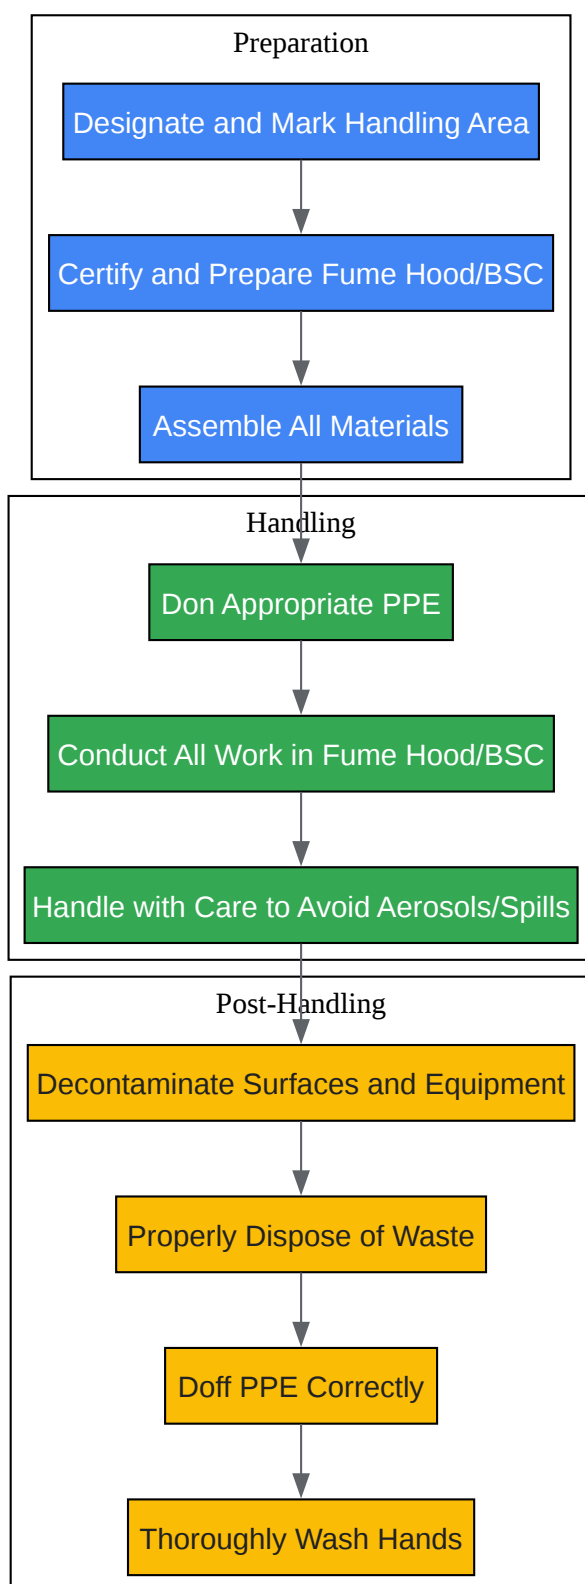 Preparation
Designate and Mark Handling Area
Certify and Prepare Fume Hood/BSC
Assemble All Materials
Handling
Don Appropriate PPE
Conduct All Work in Fume Hood/BSC
Handle with Care to Avoid Aerosols/Spills
Post-Handling
Decontaminate Surfaces and Equipment
Properly Dispose of Waste
Doff PPE Correctly
Thoroughly Wash Hands